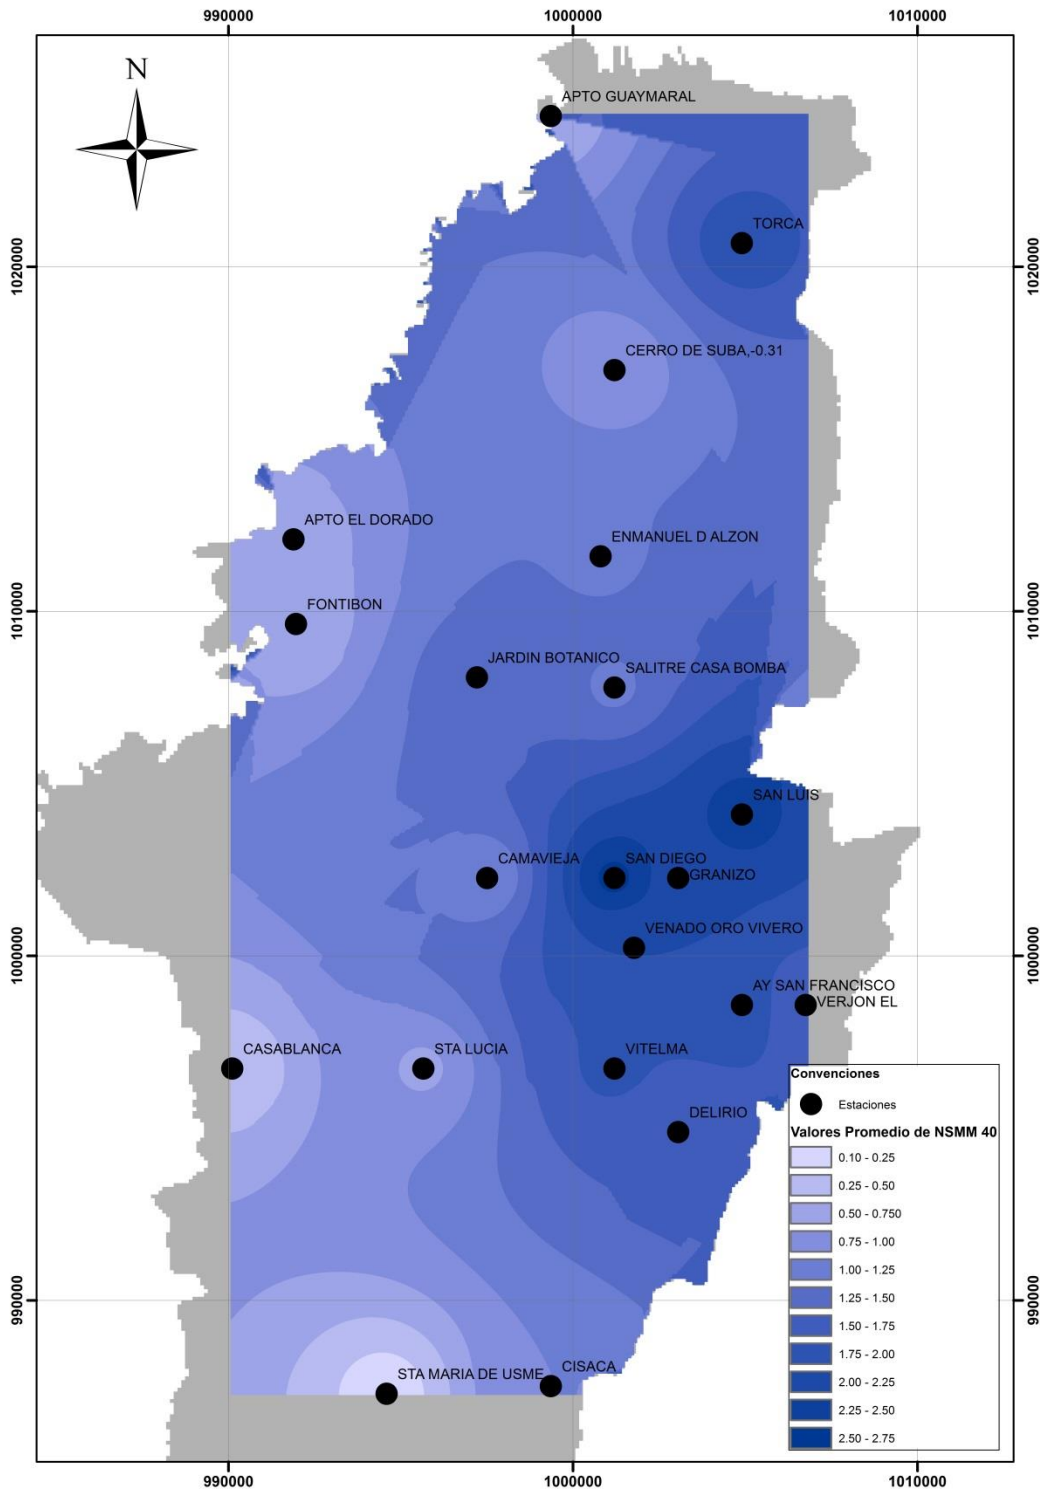 990000
1000000
1010000
N
APTO GUAYMARAL
TORCA
1020000
1020000
CERRO DE SUBA,-0.31
APTO EL DORADO
ENMANUEL D ALZON
FONTIBON
1010000
1010000
JARDIN BOTANICO
SALITRE CASA BOMBA
SAN LUIS
CAMAVIEJA
SAN DIEGO
GRANIZO
VENADO ORO VIVERO
1000000
1000000
AY SAN FRANCISCO
VERJON EL
CASABLANCA
STA LUCIA
VITELMA
DELIRIO
990000
990000
STA MARIA DE USME
CISACA
Convenciones
Estaciones
Valores Promedio de NSMM 40
0.10 - 0.25
0.25 - 0.50
0.50 - 0.750
0.75 - 1.00
1.00 - 1.25
1.25 - 1.50
1.50 - 1.75
1.75 - 2.00
2.00 - 2.25
2.25 - 2.50
2.50 - 2.75
990000
1000000
1010000